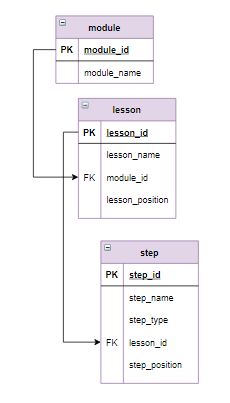 module
PK module_id
module_name
lesson
PK lesson_id
lesson_name
FK module_id
lesson_position
step
PK step_id
step_name
step_type
FK lesson_id
step_position